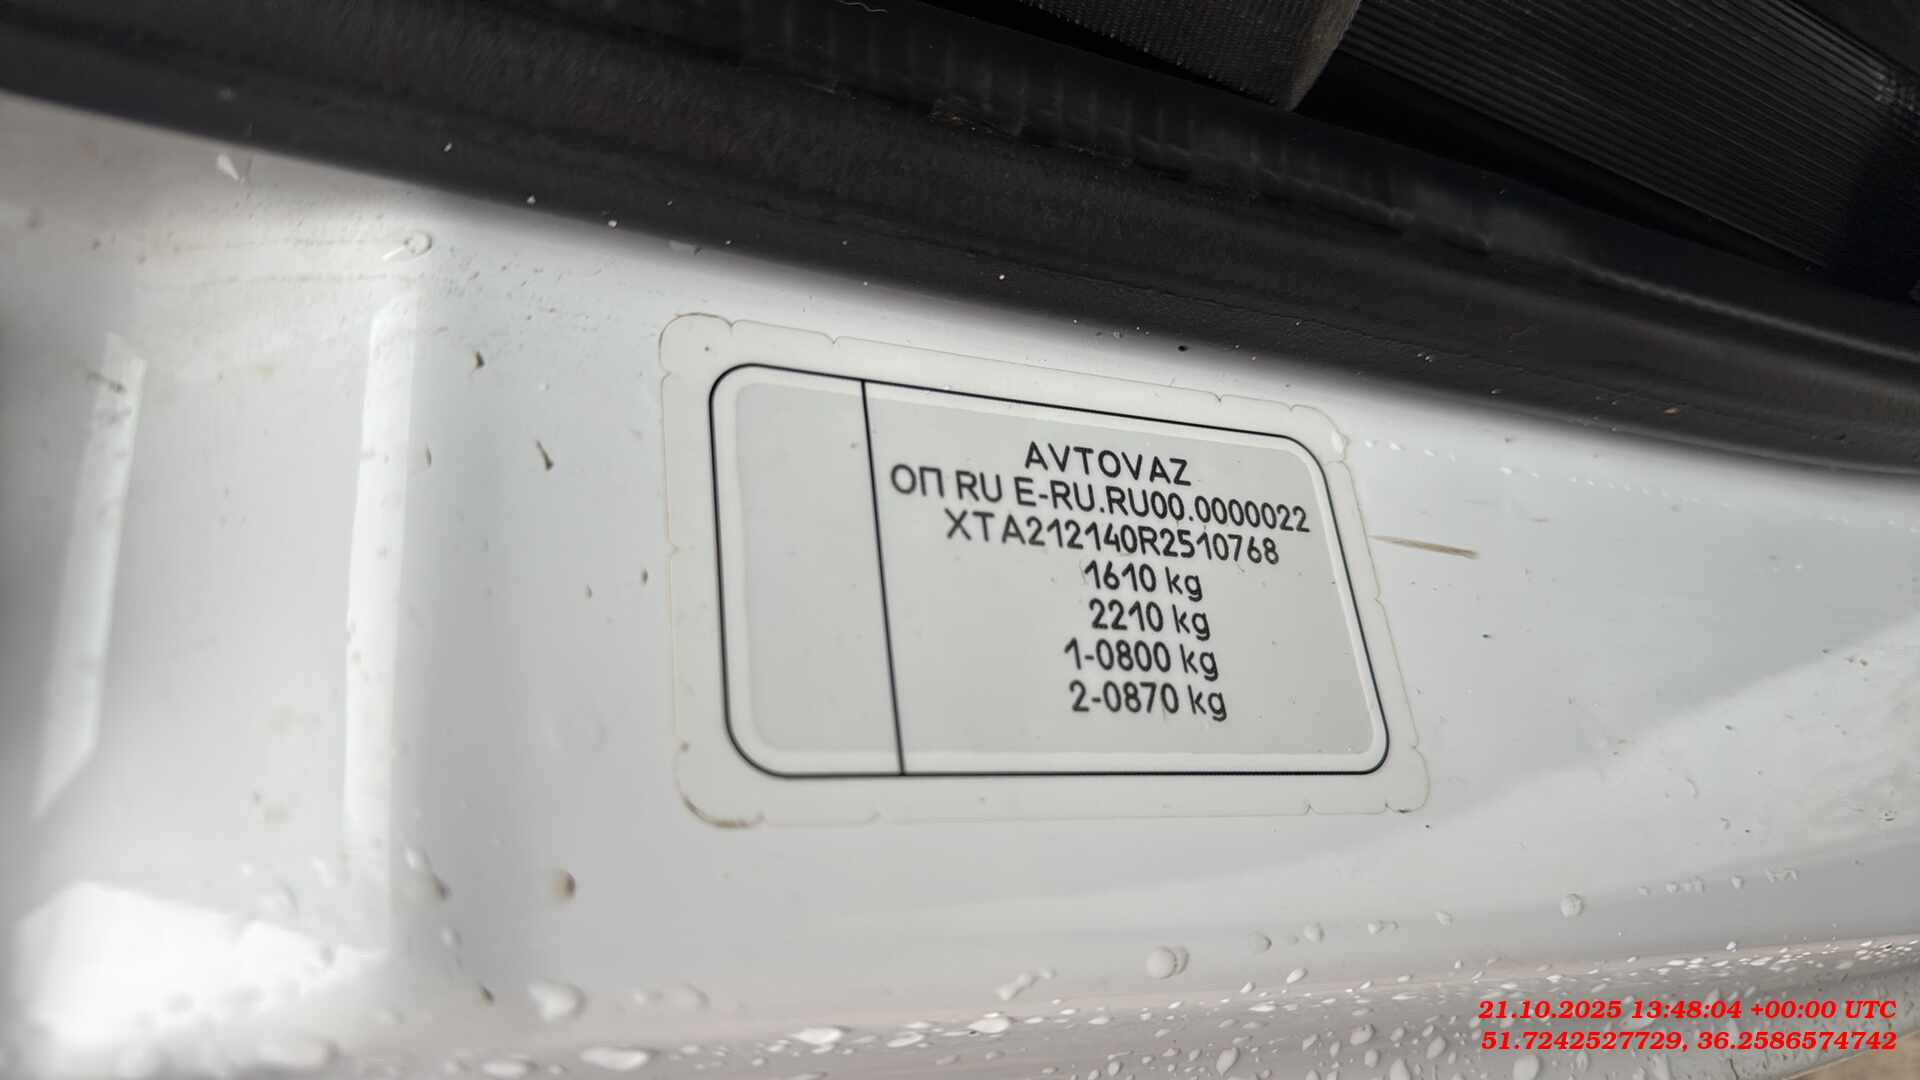 AVTOVAZ
ОП RU E-RU.RU00.0000022
XTA212140R2510768
1610 kg
2210 kg
1-0800 kg
2-0870 kg
21.10.2025 13:48:04 +00:00 UTC
51.7242527729, 36.2586574742